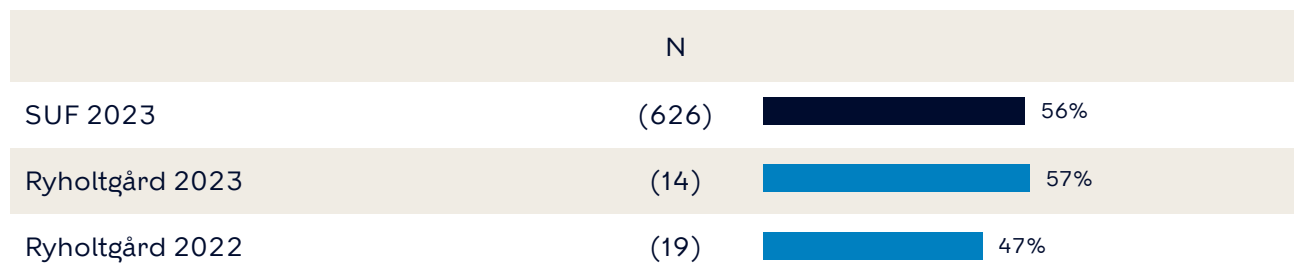 N
SUF 2023 (626) 56%
Ryholtgård 2023 (14) 57%
Ryholtgård 2022 (19) 47%